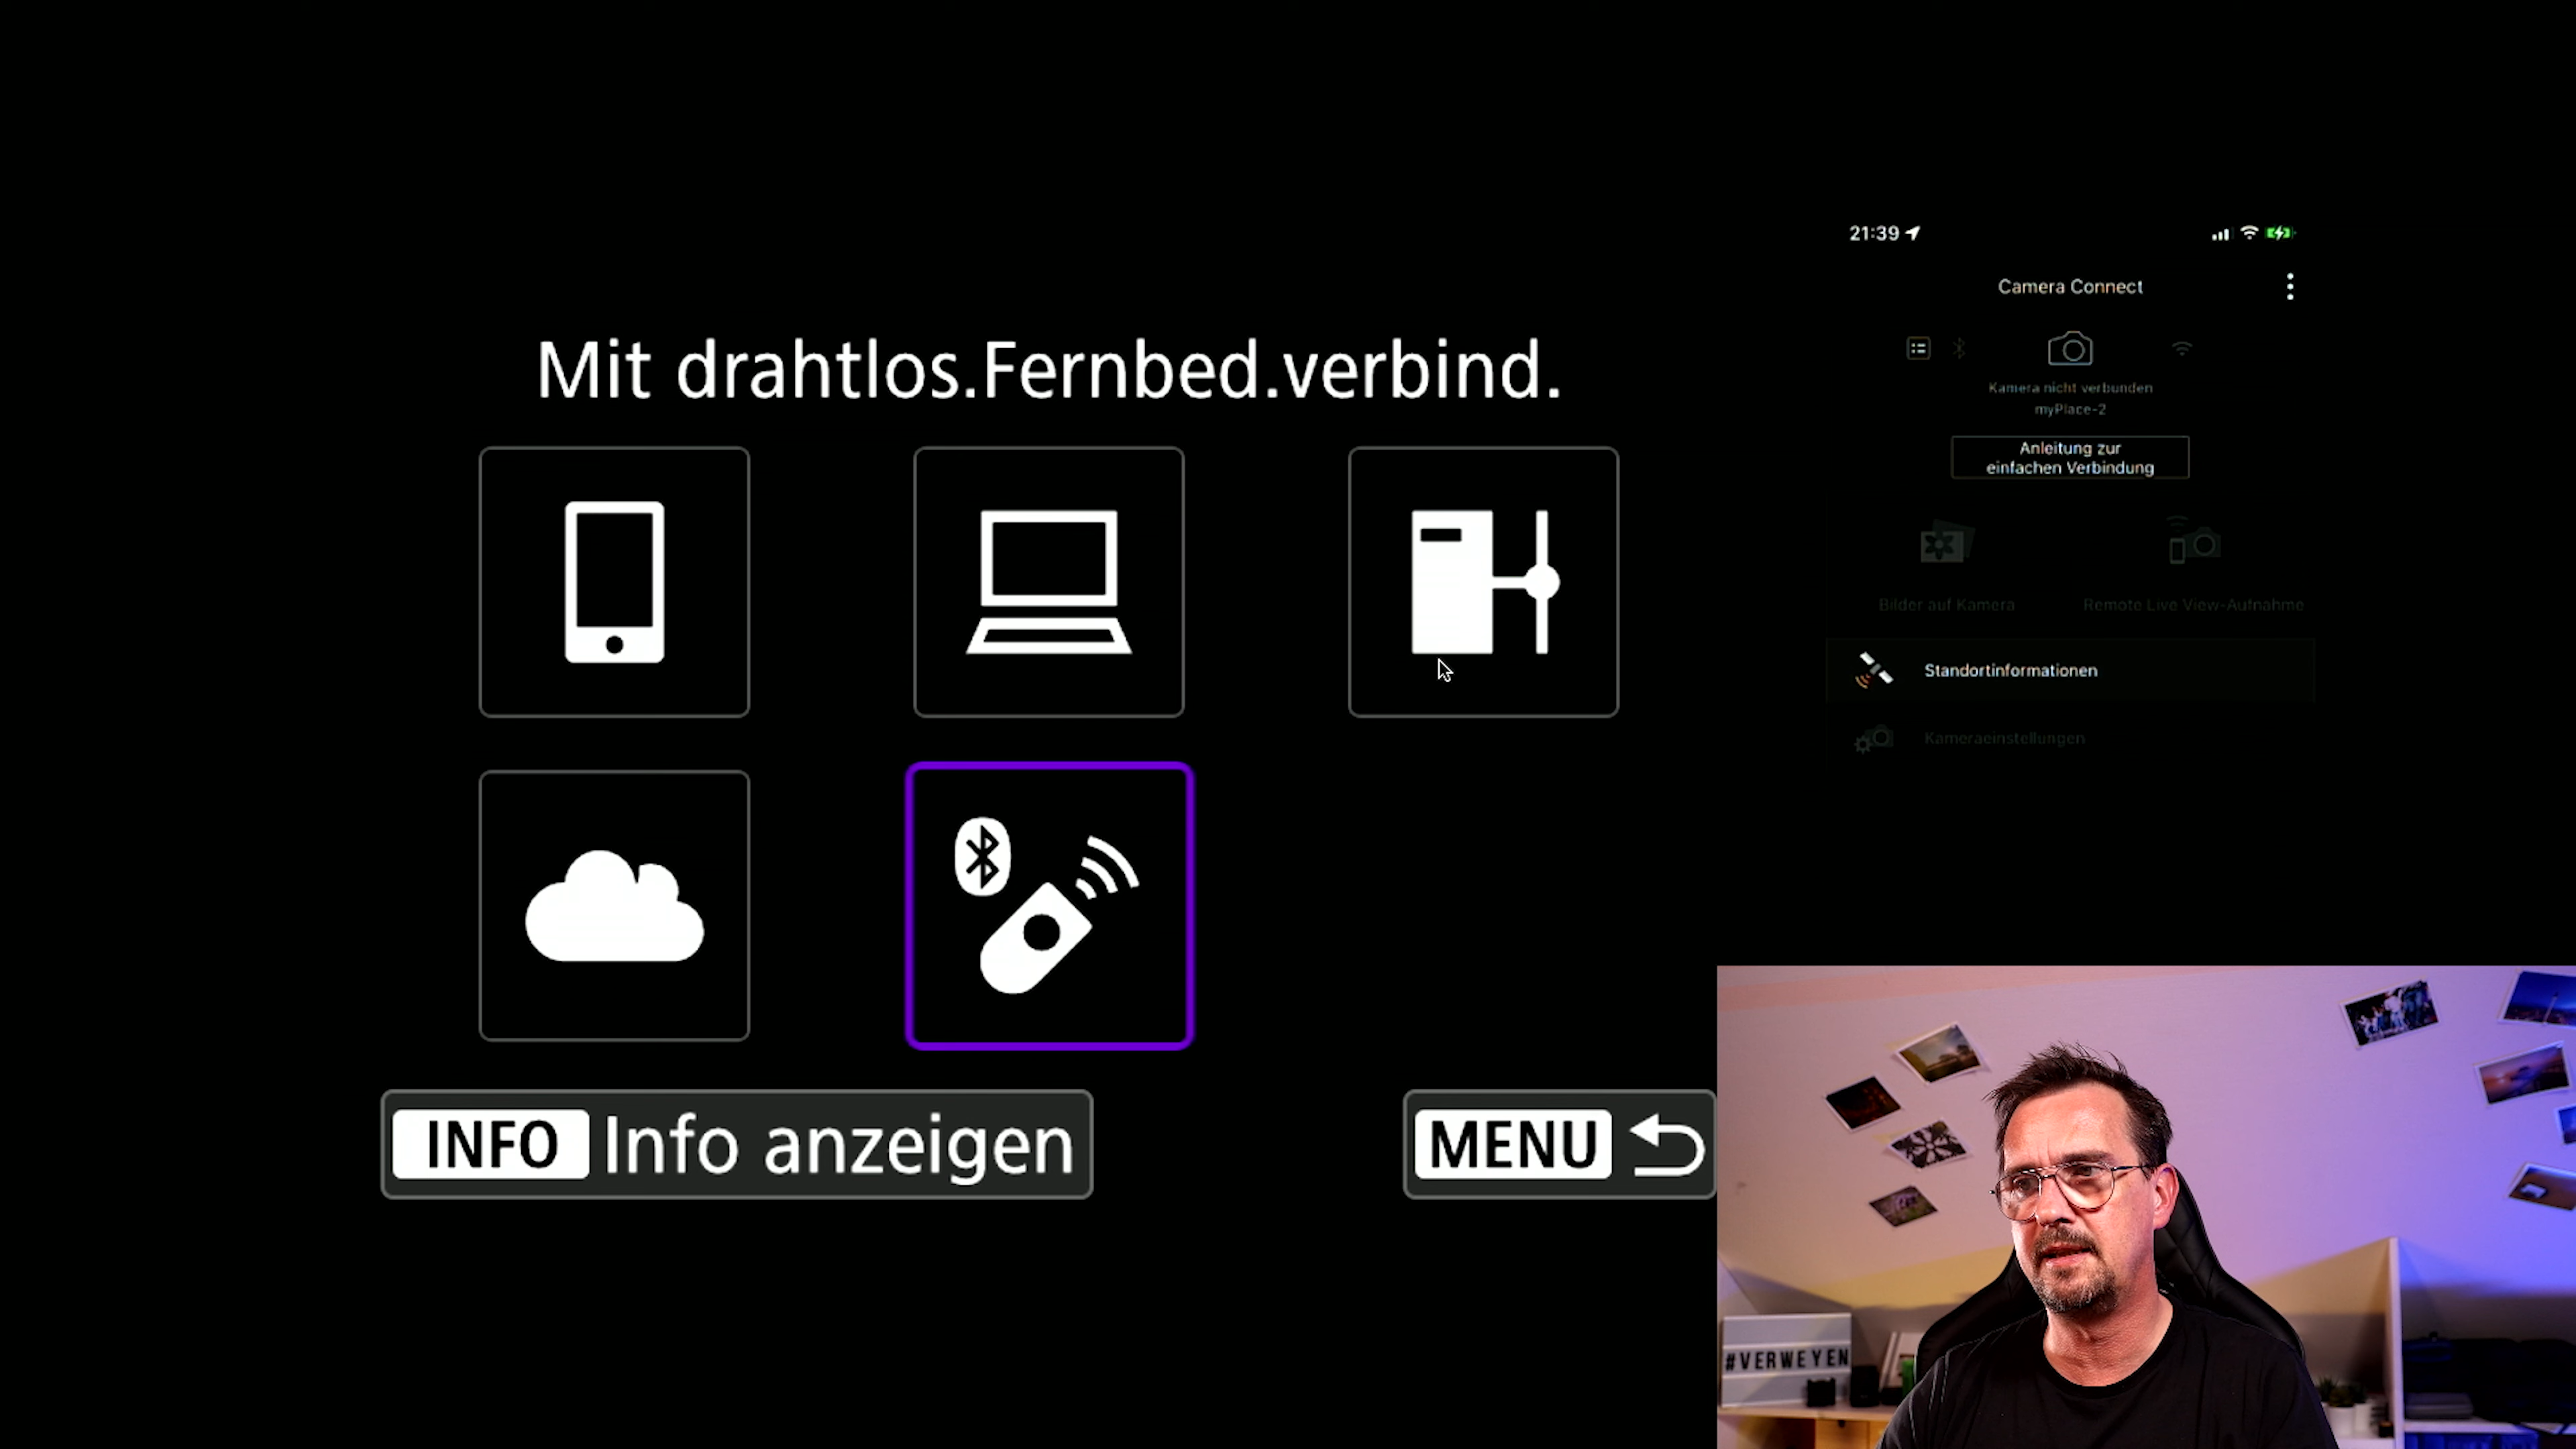 Mit drahtlos.Fernbed.verbind.
INFO Info anzeigen
MENU
21:39
Camera Connect
Kamera nicht verbunden
myPlace-2
Anleitung zur
einfachen Verbindung
Bilder auf Kamera
Remote Live View-Aufnahme
Standortinformationen
Kameraeinstellungen
#VERWEYEN